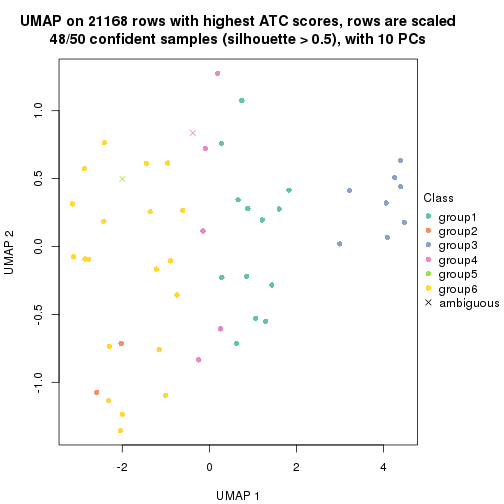 UMAP on 21168 rows with highest ATC scores, rows are scaled
48/50 confident samples (silhouette > 0.5), with 10 PCs
1.0
0.5
0.0
-0.5
-1.0
UMAP 2
-2
0
2
4
UMAP 1
Class
group1
group2
group3
group4
group5
group6
ambiguous